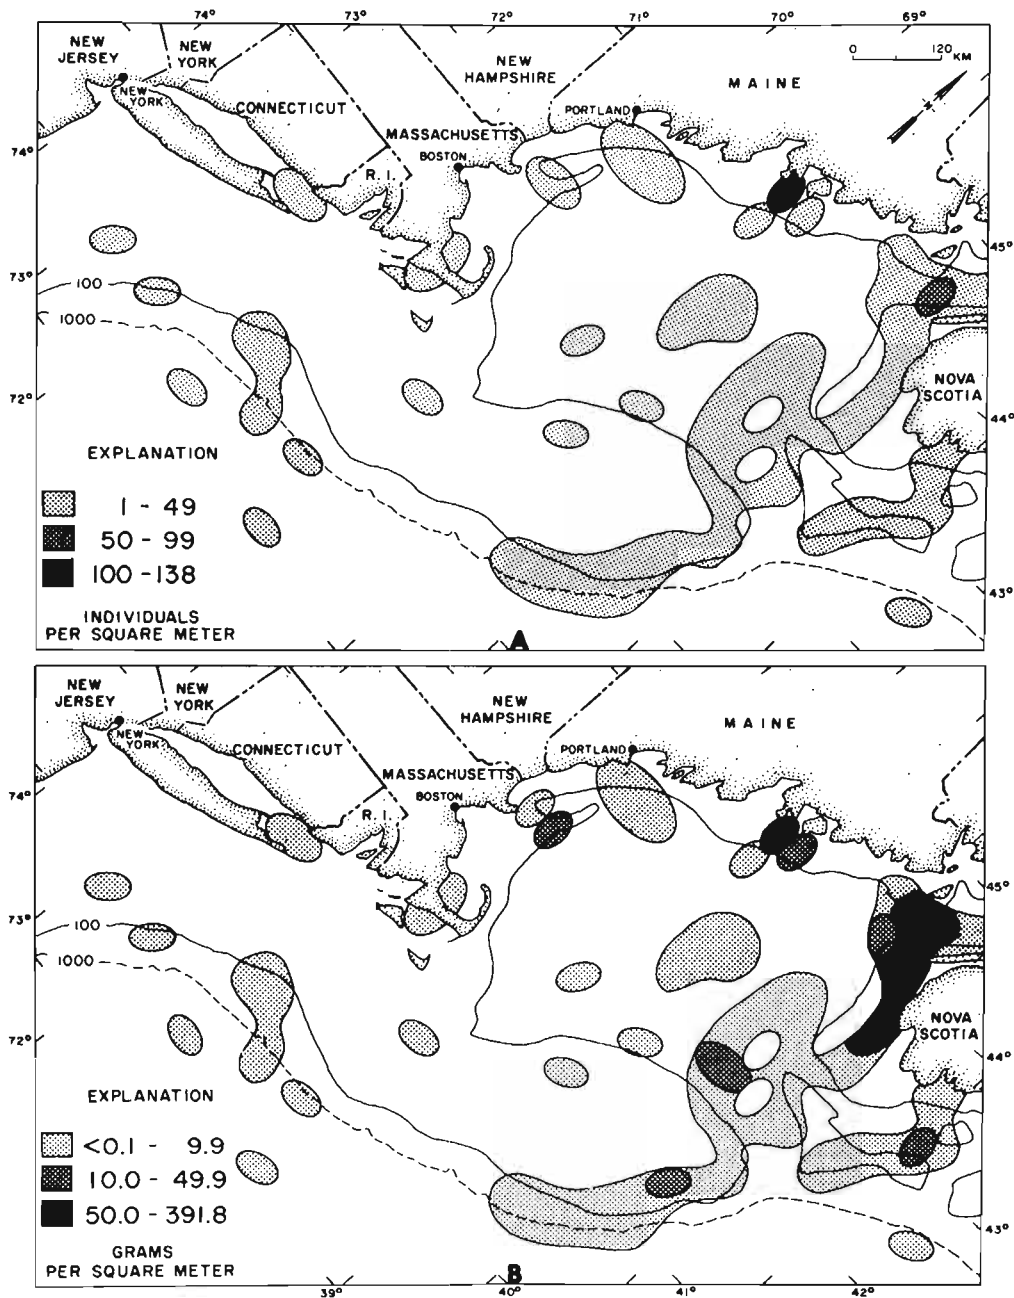 74° 73° 72° 71° 70° 69°
NEW
JERSEY
NEW
YORK
NEW
YORK
CONNECTICUT
NEW
HAMPSHIRE
MAINE
0 120
KM
PORTLAND
MASSACHUSETTS
BOSTON
R.I.
74°
73°
72°
100
1000
45°
44°
43°
NOVA
SCOTIA
EXPLANATION
1 - 49
50 - 99
100 - 138
INDIVIDUALS
PER SQUARE METER
A
NEW
JERSEY
NEW
YORK
NEW
YORK
CONNECTICUT
NEW
HAMPSHIRE
MAINE
PORTLAND
MASSACHUSETTS
BOSTON
R.I.
74°
73°
72°
100
1000
45°
44°
43°
NOVA
SCOTIA
EXPLANATION
<0.1 - 9.9
10.0 - 49.9
50.0 - 391.8
GRAMS
PER SQUARE METER
B
39° 40° 41° 42°